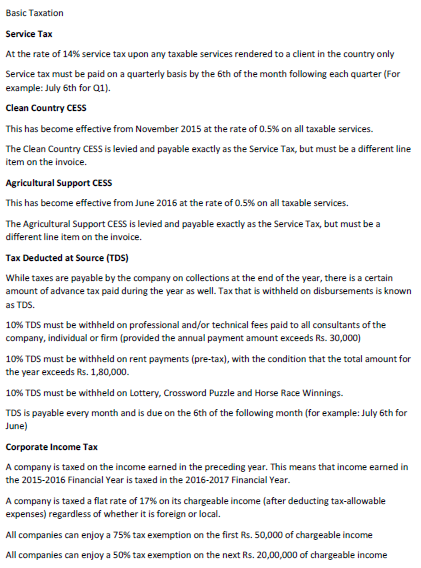 Basic Taxation
Service Tax
At the rate of 14% service tax upon any taxable services rendered to a client in the country only
Service tax must be paid on a quarterly basis by the 6th of the month following each quarter (For
example: July 6th for Q1).
Clean Country CESS
This has become effective from November 2015 at the rate of 0.5% on all taxable services.
The Clean Country CESS is levied and payable exactly as the Service Tax, but must be a different line
item on the invoice.
Agricultural Support CESS
This has become effective from June 2016 at the rate of 0.5% on all taxable services.
The Agricultural Support CESS is levied and payable exactly as the Service Tax, but must be a
different line item on the invoice.
Tax Deducted at Source (TDS)
While taxes are payable by the company on collections at the end of the year, there is a certain
amount of advance tax paid during the year as well. Tax that is withheld on disbursements is known
as TDS.
10% TDS must be withheld on professional and/or technical fees paid to all consultants of the
company, individual or firm (provided the annual payment amount exceeds Rs. 30,000)
10% TDS must be withheld on rent payments (pre-tax), with the condition that the total amount for
the year exceeds Rs. 1,80,000.
10% TDS must be withheld on Lottery, Crossword Puzzle and Horse Race Winnings.
TDS is payable every month and is due on the 6th of the following month (for example: July 6th for
June)
Corporate Income Tax
A company is taxed on the income earned in the preceding year. This means that income earned in
the 2015-2016 Financial Year is taxed in the 2016-2017 Financial Year.
A company is taxed a flat rate of 17% on its chargeable income (after deducting tax-allowable
expenses) regardless of whether it is foreign or local.
All companies can enjoy a 75% tax exemption on the first Rs. 50,000 of chargeable income
All companies can enjoy a 50% tax exemption on the next Rs. 20,00,000 of chargeable income